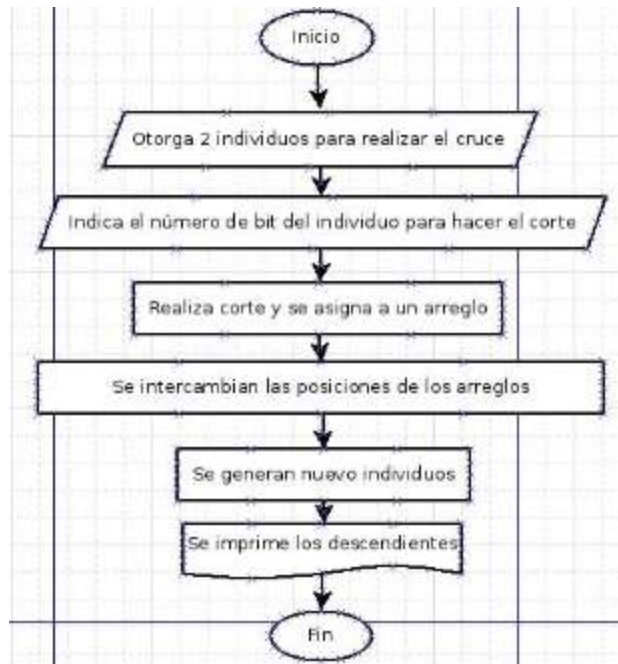 Inicio
Otorga 2 individuos para realizar el cruce
Indica el número de bit del individuo para hacer el corte
Realiza corte y se asigna a un arreglo
Se intercambian las posiciones de los arreglos
Se generan nuevo individuos
Se imprime los descendientes
Fin